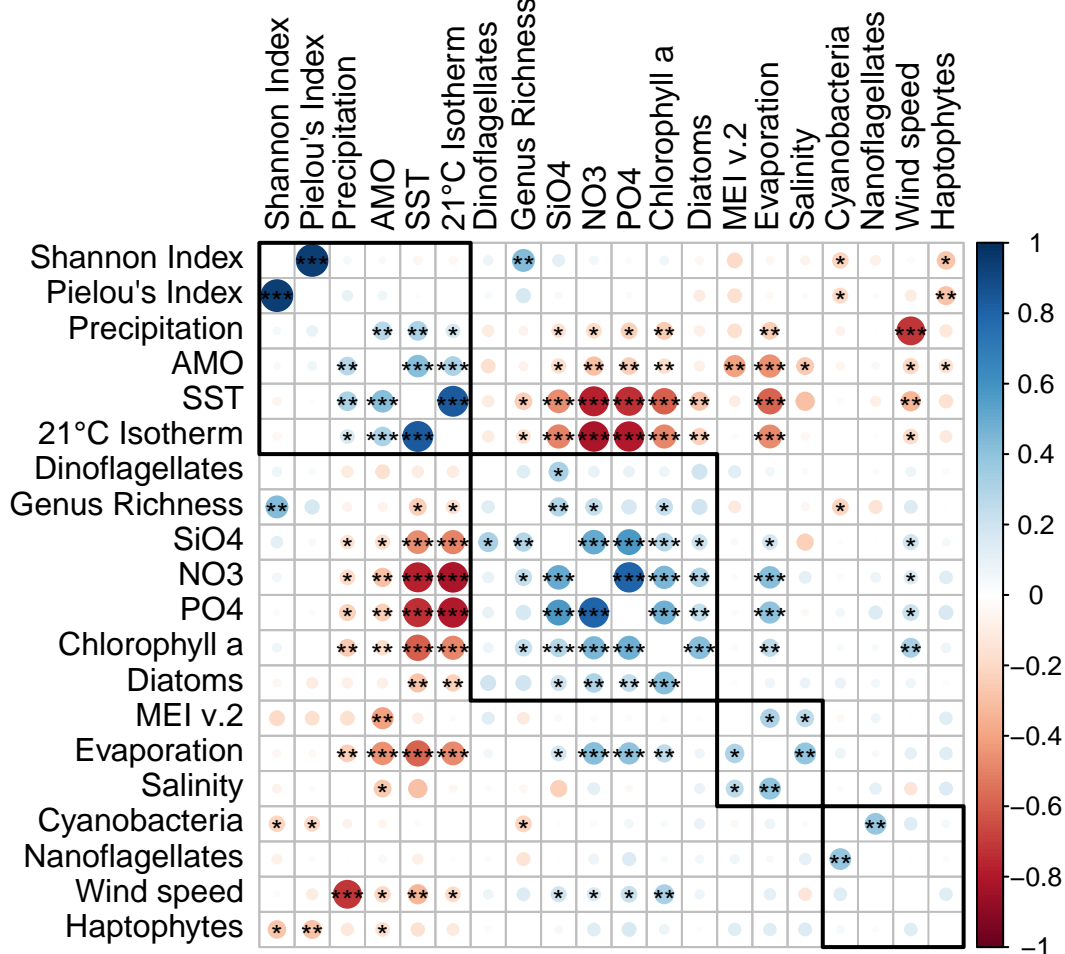 Shannon Index
Pielou's Index
Precipitation
AMO
SST
21°C Isotherm
Dinoflagellates
Genus Richness
SiO4
NO3
PO4
Chlorophyll a
Diatoms
MEI v.2
Evaporation
Salinity
Cyanobacteria
Nanoflagellates
Wind speed
Haptophytes
Shannon Index *** ** * *
Pielou's Index *** * **
Precipitation ** ** * * * * ** ** ***
AMO ** *** *** * ** ** ** ** *** * * *
SST ** *** *** * *** *** *** *** ** *** **
21°C Isotherm * *** *** * *** *** *** *** ** *** *
Dinoflagellates *
Genus Richness ** * * ** * * *
SiO4 * * *** *** * ** *** *** *** * * *
NO3 * ** *** *** * *** *** *** ** *** *
PO4 * ** *** *** *** *** *** ** *** *
Chlorophyll a ** ** *** *** * *** *** *** *** ** **
Diatoms ** ** * ** ** ***
MEI v.2 ** * *
Evaporation ** *** *** *** * *** *** ** * **
Salinity * * **
Cyanobacteria * * * **
Nanoflagellates **
Wind speed *** * ** * * * * **
Haptophytes * ** *
1
0.8
0.6
0.4
0.2
0
−0.2
−0.4
−0.6
−0.8
−1